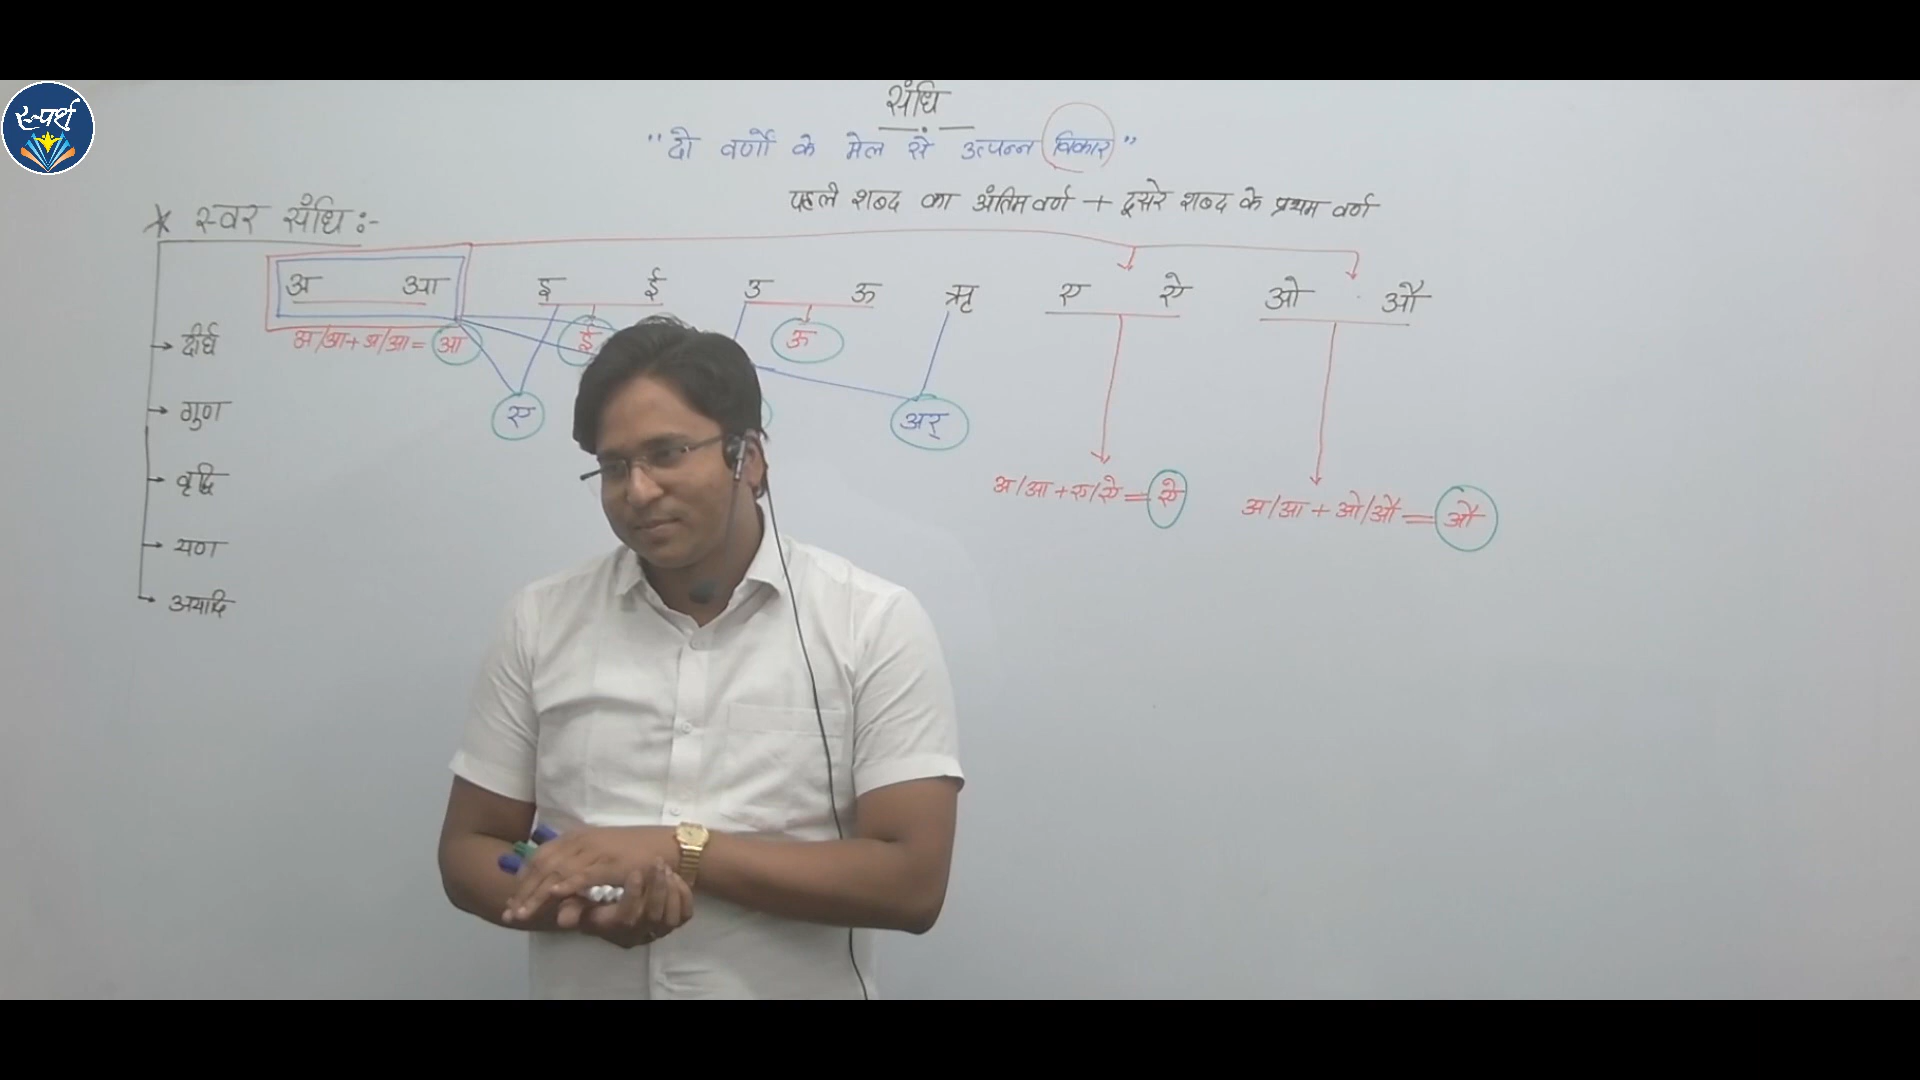 स्पर्श
संधि
"दो वर्णो के मेल से उत्पन्न विकार"
पहले शब्द का अंतिम वर्ण + दूसरे शब्द के प्रथम वर्ण
* स्वर संधि :-
अ आ इ ई उ ऊ ऋ ए ऐ ओ औ
अ/आ + अ/आ = आ ई ऊ
ए अर्
अ/आ + ए/ऐ = ऐ
अ/आ + ओ/औ = औ
→ दीर्घ
→ गुण
→ वृद्धि
→ यण
→ अयादि